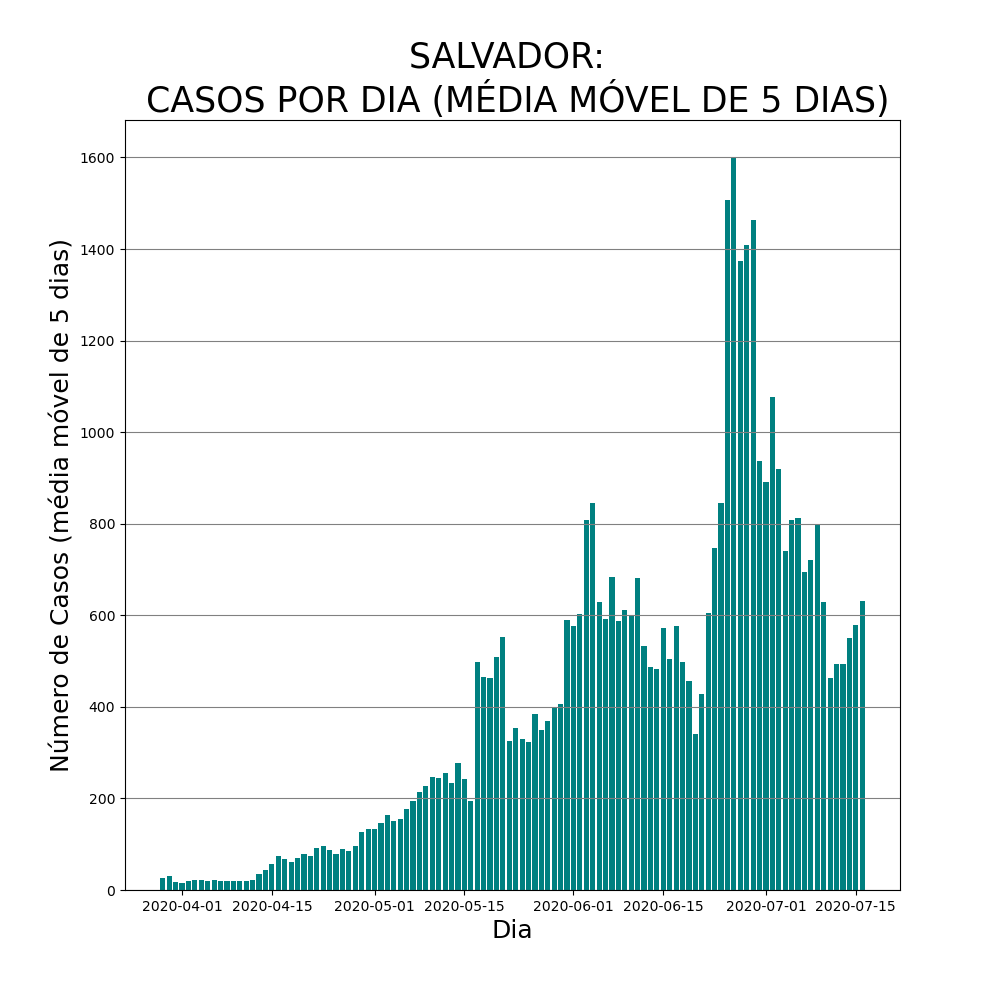 SALVADOR:
CASOS POR DIA (MÉDIA MÓVEL DE 5 DIAS)
Número de Casos (média móvel de 5 dias)
1600
1400
1200
1000
800
600
400
200
0
2020-04-01 2020-04-15 2020-05-01 2020-05-15 2020-06-01 2020-06-15 2020-07-01 2020-07-15
Dia